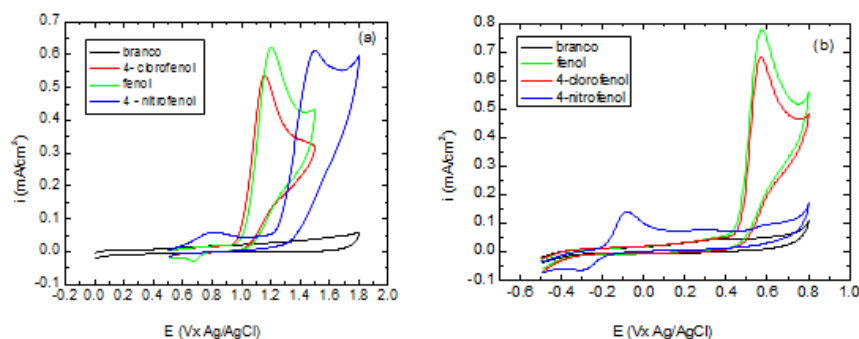 (a)
branco
4- clorofenol
fenol
4 - nitrofenol
0.7
0.6
0.5
0.4
0.3
0.2
0.1
0.0
-0.1
-0.2 0.0 0.2 0.4 0.6 0.8 1.0 1.2 1.4 1.6 1.8 2.0
i (mA/cm²)
E (Vx Ag/AgCl)
(b)
branco
fenol
4-clorofenol
4-nitrofenol
0.8
0.7
0.6
0.5
0.4
0.3
0.2
0.1
0.0
-0.1
-0.6 -0.4 -0.2 0.0 0.2 0.4 0.6 0.8 1.0
i (mA/cm²)
E (Vx Ag/AgCl)